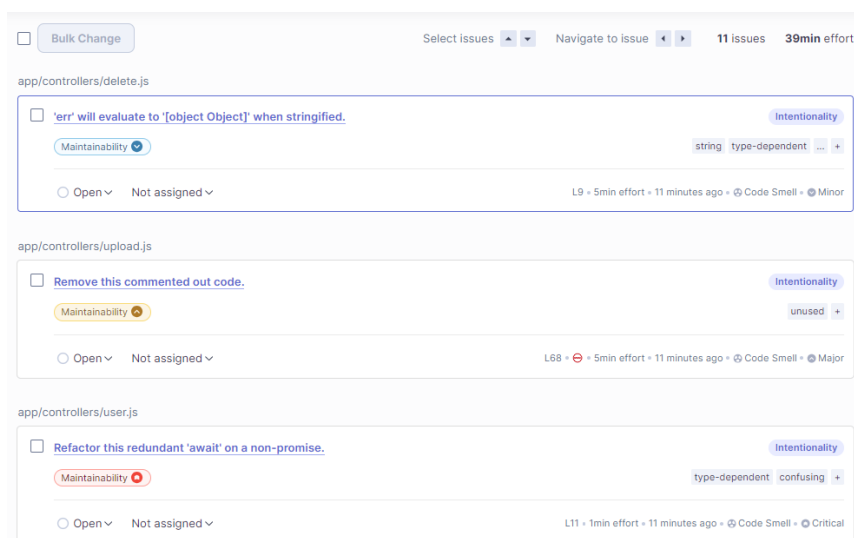 Bulk Change Select issues Navigate to issue 11 issues 39min effort
app/controllers/delete.js
'err' will evaluate to '[object Object]' when stringified. Intentionality
Maintainability string type-dependent ... +
Open Not assigned L9 • 5min effort • 11 minutes ago • Code Smell • Minor
app/controllers/upload.js
Remove this commented out code. Intentionality
Maintainability unused +
Open Not assigned L68 • • 5min effort • 11 minutes ago • Code Smell • Major
app/controllers/user.js
Refactor this redundant 'await' on a non-promise. Intentionality
Maintainability type-dependent confusing +
Open Not assigned L11 • 1min effort • 11 minutes ago • Code Smell • Critical